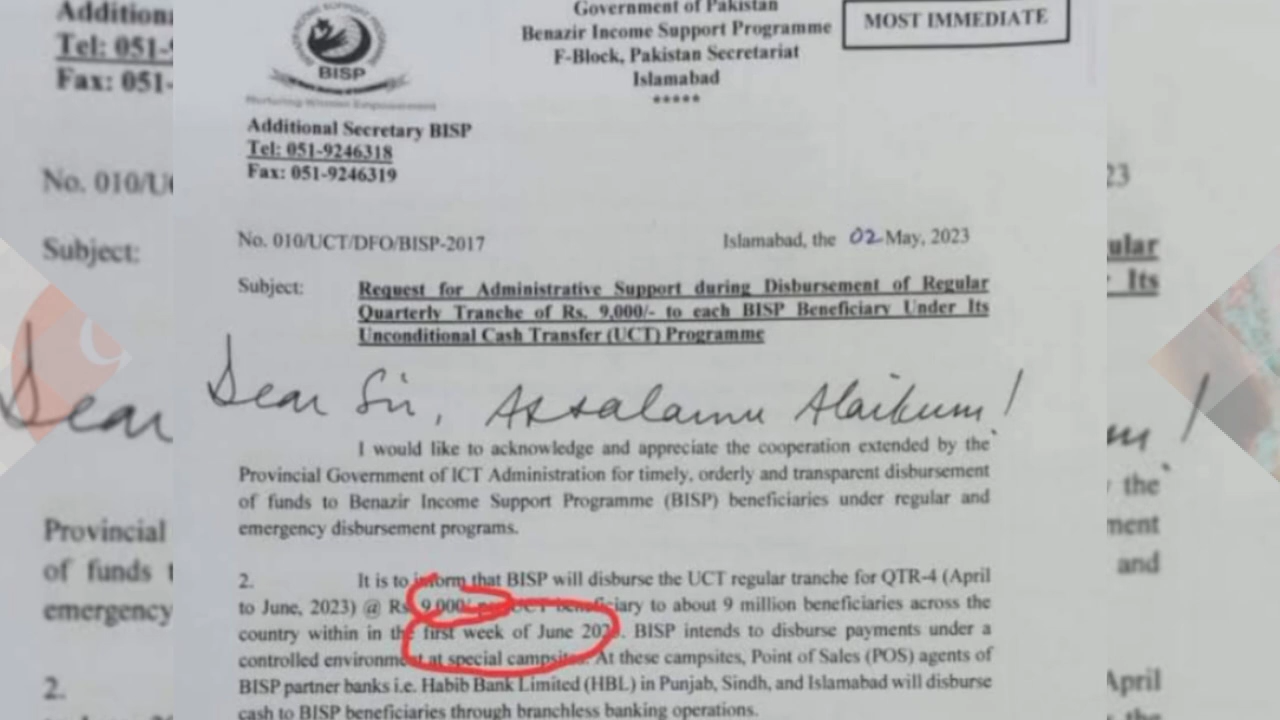 Government of Pakistan
Benazir Income Support Programme
F-Block, Pakistan Secretariat
Islamabad
*****
MOST IMMEDIATE
BISP
Additional Secretary BISP
Tel: 051-9246318
Fax: 051-9246319
No. 010/UCT/DFO/BISP-2017
Islamabad, the 02 May, 2023
Subject: Request for Administrative Support during Disbursement of Regular
Quarterly Tranche of Rs. 9,000/- to each BISP Beneficiary Under Its
Unconditional Cash Transfer (UCT) Programme
Dear Sir, Assalamu Alaikum!
I would like to acknowledge and appreciate the cooperation extended by the
Provincial Government of ICT Administration for timely, orderly and transparent disbursement
of funds to Benazir Income Support Programme (BISP) beneficiaries under regular and
emergency disbursement programs.
2. It is to inform that BISP will disburse the UCT regular tranche for QTR-4 (April
to June, 2023) @ Rs. 9,000/- per UCT beneficiary to about 9 million beneficiaries across the
country within in the first week of June 2023. BISP intends to disburse payments under a
controlled environment at special campsites. At these campsites, Point of Sales (POS) agents of
BISP partner banks i.e. Habib Bank Limited (HBL) in Punjab, Sindh, and Islamabad will disburse
cash to BISP beneficiaries through branchless banking operations.